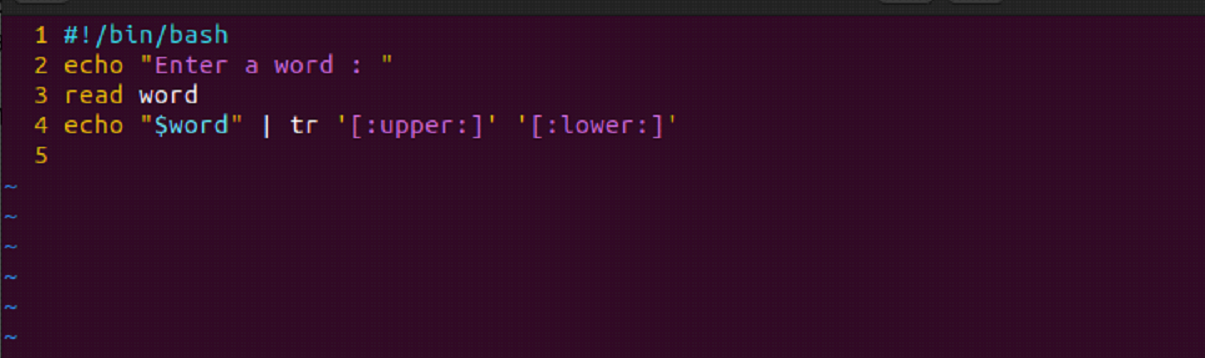 1 #!/bin/bash
2 echo "Enter a word : "
3 read word
4 echo "$word" | tr '[:upper:]' '[:lower:]'
5
~
~
~
~
~
~